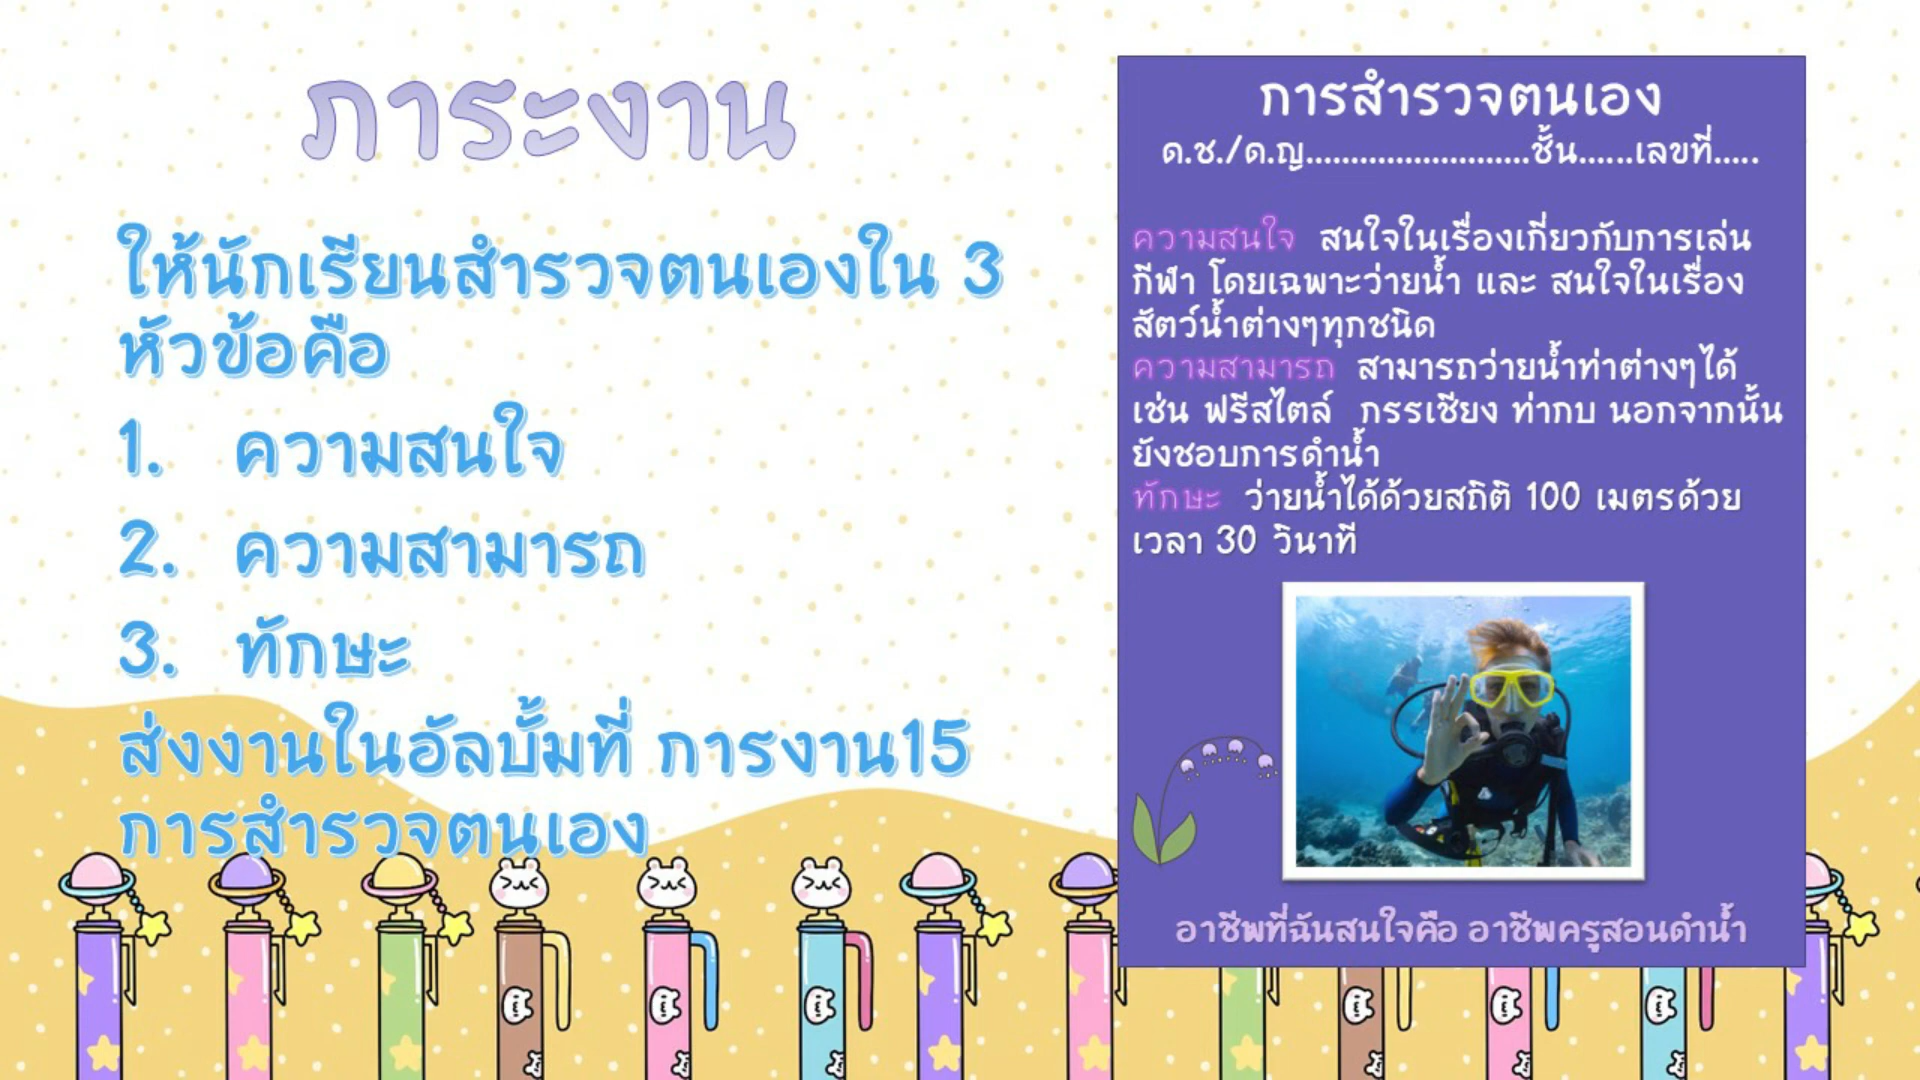 ภาระงาน
ให้นักเรียนสำรวจตนเองใน 3
หัวข้อคือ
1. ความสนใจ
2. ความสามารถ
3. ทักษะ
ส่งงานในอัลบั้มที่ การงาน15
การสำรวจตนเอง
การสำรวจตนเอง
ด.ช./ด.ญ.........................ชั้น......เลขที่.....
ความสนใจ สนใจในเรื่องเกี่ยวกับการเล่น
กีฬา โดยเฉพาะว่ายน้ำ และ สนใจในเรื่อง
สัตว์น้ำต่างๆทุกชนิด
ความสามารถ สามารถว่ายน้ำท่าต่างๆได้
เช่น ฟรีสไตล์ กรรเชียง ท่ากบ นอกจากนั้น
ยังชอบการดำน้ำ
ทักษะ ว่ายน้ำได้ด้วยสถิติ 100 เมตรด้วย
เวลา 30 วินาที
อาชีพที่ฉันสนใจคือ อาชีพครูสอนดำน้ำ